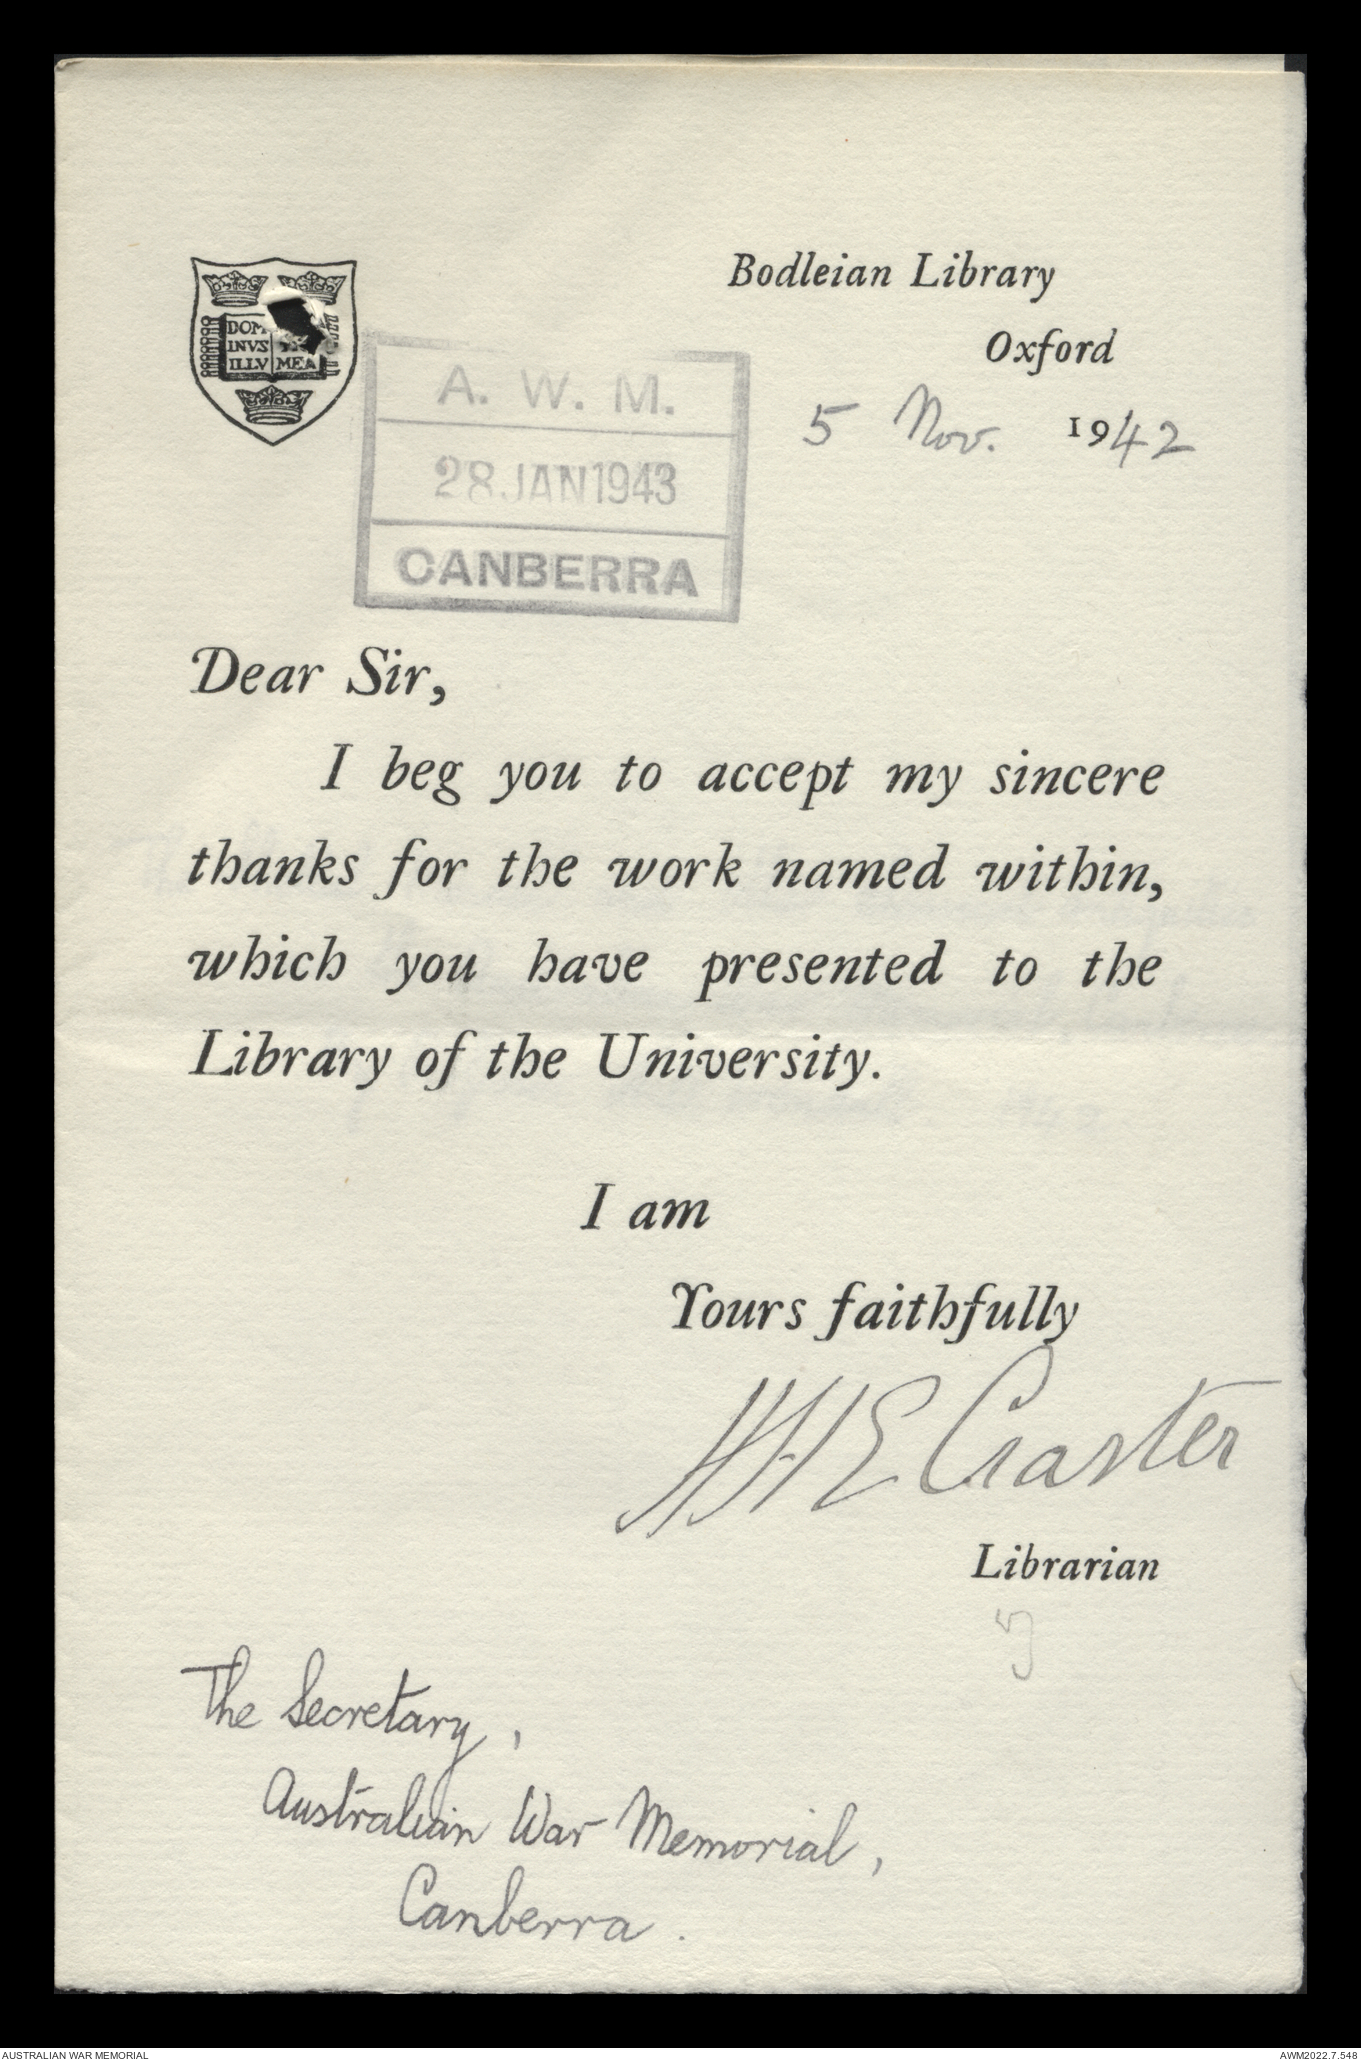 DOM
INVS
ILLV MEA
Bodleian Library
Oxford
5 Nov. 1942
A. W. M.
28 JAN 1943
CANBERRA
Dear Sir,
I beg you to accept my sincere
thanks for the work named within,
which you have presented to the
Library of the University.
I am
Yours faithfully
HHE Craster
Librarian
The Secretary,
Australian War Memorial,
Canberra.
AUSTRALIAN WAR MEMORIAL
AWM2022.7.548